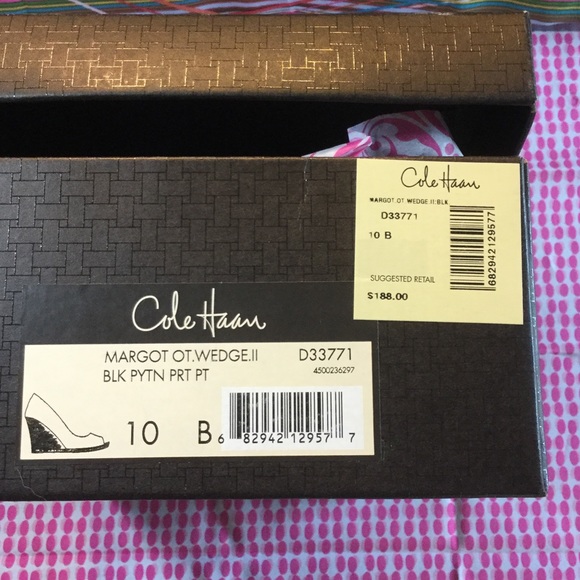 Cole Haan
MARGOT.OT.WEDGE.II:BLK
D33771
10 B
SUGGESTED RETAIL
$188.00
682942129577
Cole Haan
MARGOT OT.WEDGE.II D33771
BLK PYTN PRT PT 4500236297
10 B
6 82942 12957 7